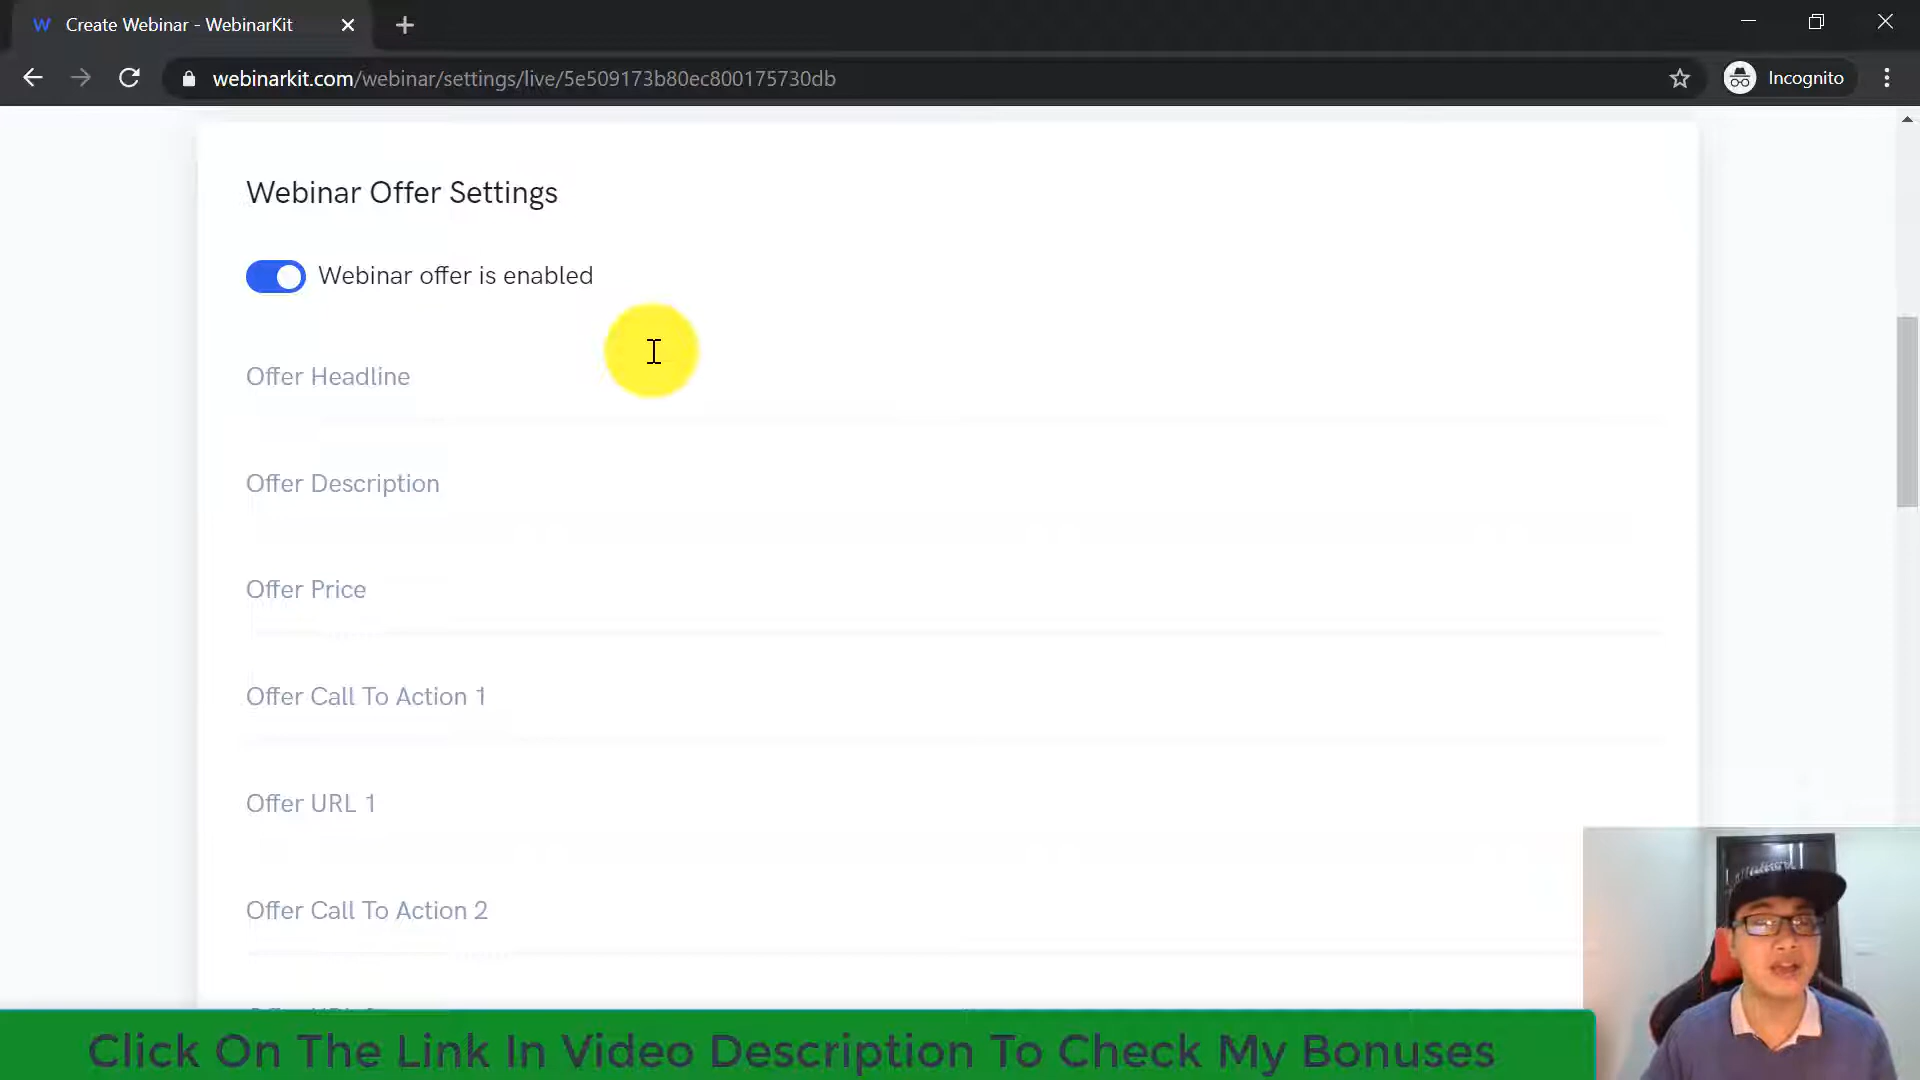 W Create Webinar - WebinarKit
webinarkit.com/webinar/settings/live/5e509173b80ec800175730db
Incognito
Webinar Offer Settings
Webinar offer is enabled
Offer Headline
Offer Description
Offer Price
Offer Call To Action 1
Offer URL 1
Offer Call To Action 2
Click On The Link In Video Description To Check My Bonuses